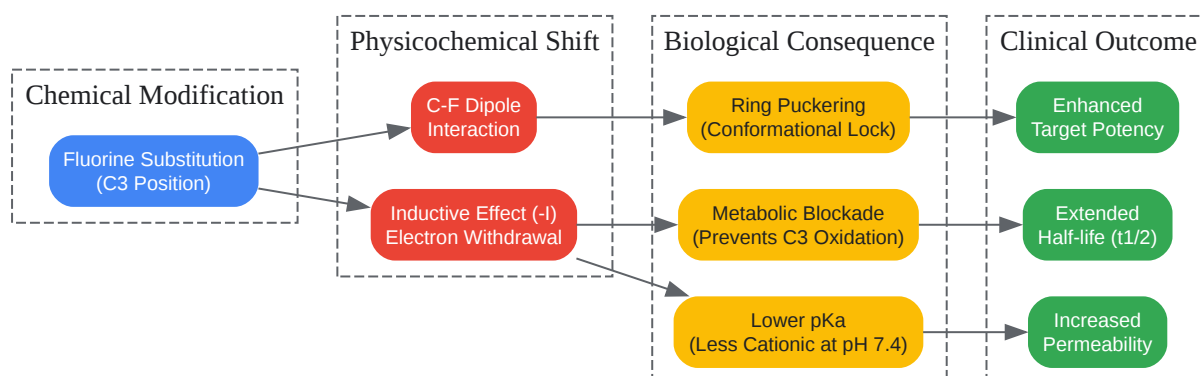 Chemical Modification
Fluorine Substitution
(C3 Position)
Physicochemical Shift
C-F Dipole
Interaction
Inductive Effect (-I)
Electron Withdrawal
Biological Consequence
Ring Puckering
(Conformational Lock)
Metabolic Blockade
(Prevents C3 Oxidation)
Lower pKa
(Less Cationic at pH 7.4)
Clinical Outcome
Enhanced
Target Potency
Extended
Half-life (t1/2)
Increased
Permeability